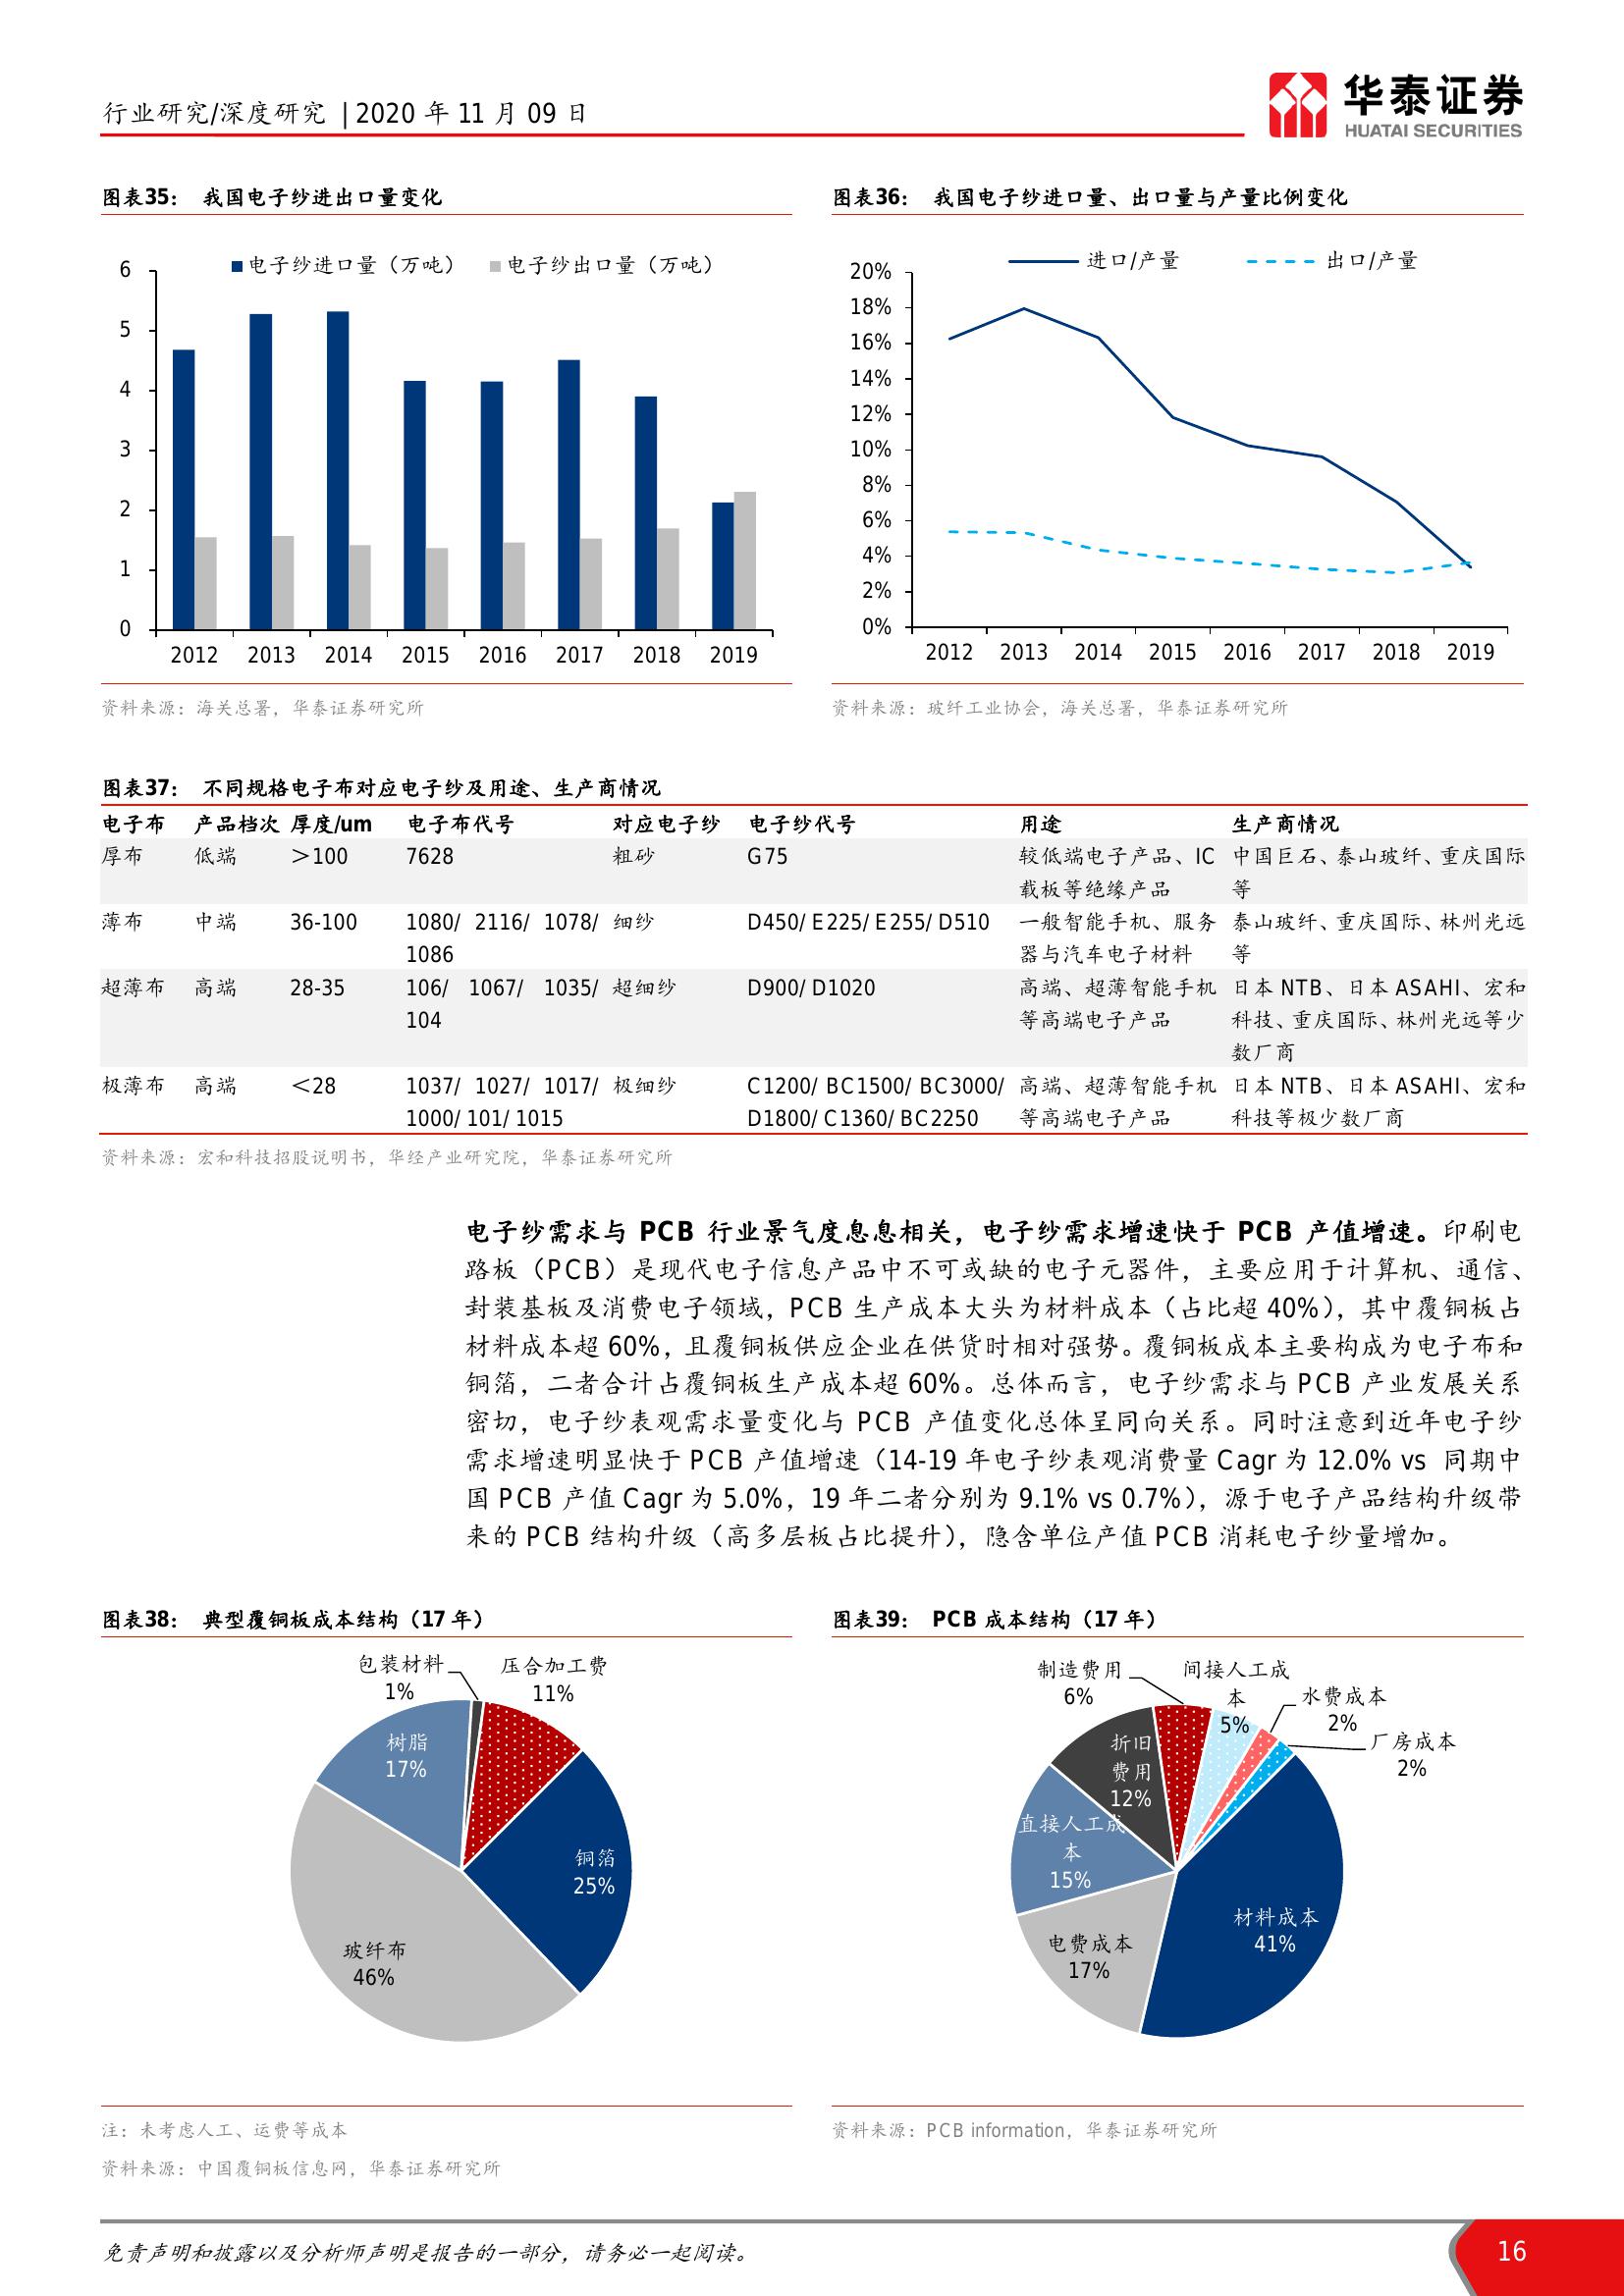 行业研究/深度研究 | 2020 年 11 月 09 日
华泰证券
HUATAI SECURITIES
图表35： 我国电子纱进出口量变化
电子纱进口量（万吨） 电子纱出口量（万吨）
6
5
4
3
2
1
0
2012 2013 2014 2015 2016 2017 2018 2019
资料来源：海关总署，华泰证券研究所
图表36： 我国电子纱进口量、出口量与产量比例变化
进口/产量 出口/产量
20%
18%
16%
14%
12%
10%
8%
6%
4%
2%
0%
2012 2013 2014 2015 2016 2017 2018 2019
资料来源：玻纤工业协会，海关总署，华泰证券研究所
图表37： 不同规格电子布对应电子纱及用途、生产商情况
电子布 产品档次 厚度/um 电子布代号 对应电子纱 电子纱代号 用途 生产商情况
厚布 低端 ＞100 7628 粗砂 G75 较低端电子产品、IC 中国巨石、泰山玻纤、重庆国际
载板等绝缘产品 等
薄布 中端 36-100 1080/ 2116/ 1078/ 细纱 D450/ E225/ E255/ D510 一般智能手机、服务 泰山玻纤、重庆国际、林州光远
1086 器与汽车电子材料 等
超薄布 高端 28-35 106/ 1067/ 1035/ 超细纱 D900/ D1020 高端、超薄智能手机 日本 NTB、日本 ASAHI、宏和
104 等高端电子产品 科技、重庆国际、林州光远等少
数厂商
极薄布 高端 ＜28 1037/ 1027/ 1017/ 极细纱 C1200/ BC1500/ BC3000/ 高端、超薄智能手机 日本 NTB、日本 ASAHI、宏和
1000/ 101/ 1015 D1800/ C1360/ BC2250 等高端电子产品 科技等极少数厂商
资料来源：宏和科技招股说明书，华经产业研究院，华泰证券研究所
电子纱需求与 PCB 行业景气度息息相关，电子纱需求增速快于 PCB 产值增速。印刷电
路板（PCB）是现代电子信息产品中不可或缺的电子元器件，主要应用于计算机、通信、
封装基板及消费电子领域，PCB 生产成本大头为材料成本（占比超 40%），其中覆铜板占
材料成本超 60%，且覆铜板供应企业在供货时相对强势。覆铜板成本主要构成为电子布和
铜箔，二者合计占覆铜板生产成本超 60%。总体而言，电子纱需求与 PCB 产业发展关系
密切，电子纱表观需求量变化与 PCB 产值变化总体呈同向关系。同时注意到近年电子纱
需求增速明显快于 PCB 产值增速（14-19 年电子纱表观消费量 Cagr 为 12.0% vs 同期中
国 PCB 产值 Cagr 为 5.0%，19 年二者分别为 9.1% vs 0.7%），源于电子产品结构升级带
来的 PCB 结构升级（高多层板占比提升），隐含单位产值 PCB 消耗电子纱量增加。
图表38： 典型覆铜板成本结构（17 年）
包装材料
1%
压合加工费
11%
树脂
17%
铜箔
25%
玻纤布
46%
注：未考虑人工、运费等成本
资料来源：中国覆铜板信息网，华泰证券研究所
图表39： PCB 成本结构（17 年）
制造费用
6%
间接人工成
本
5%
水费成本
2%
厂房成本
2%
折旧
费用
12%
直接人工成
本
15%
材料成本
41%
电费成本
17%
资料来源：PCB information，华泰证券研究所
免责声明和披露以及分析师声明是报告的一部分，请务必一起阅读。
16